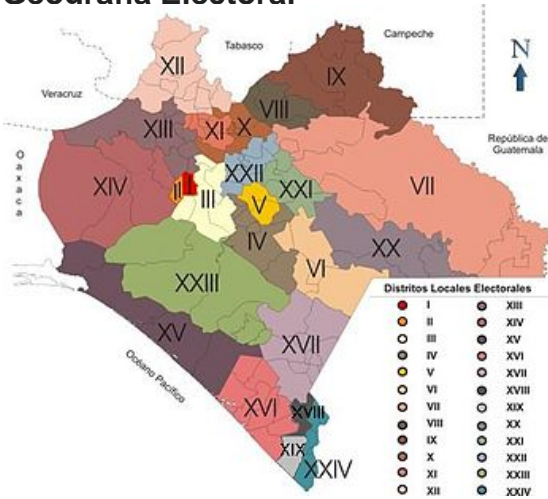 Geografía Electoral
Tabasco
Campeche
N
Veracruz
República de
Guatemala
Oaxaca
Océano Pacífico
XII
IX
VIII
XIII
XI
X
XIV
II
I
III
XXII
XXI
V
VII
IV
XX
VI
XXIII
XV
XVII
XVI
XVIII
XIX
XXIV
Distritos Locales Electorales
I
II
III
IV
V
VI
VII
VIII
IX
X
XI
XII
XIII
XIV
XV
XVI
XVII
XVIII
XIX
XX
XXI
XXII
XXIII
XXIV